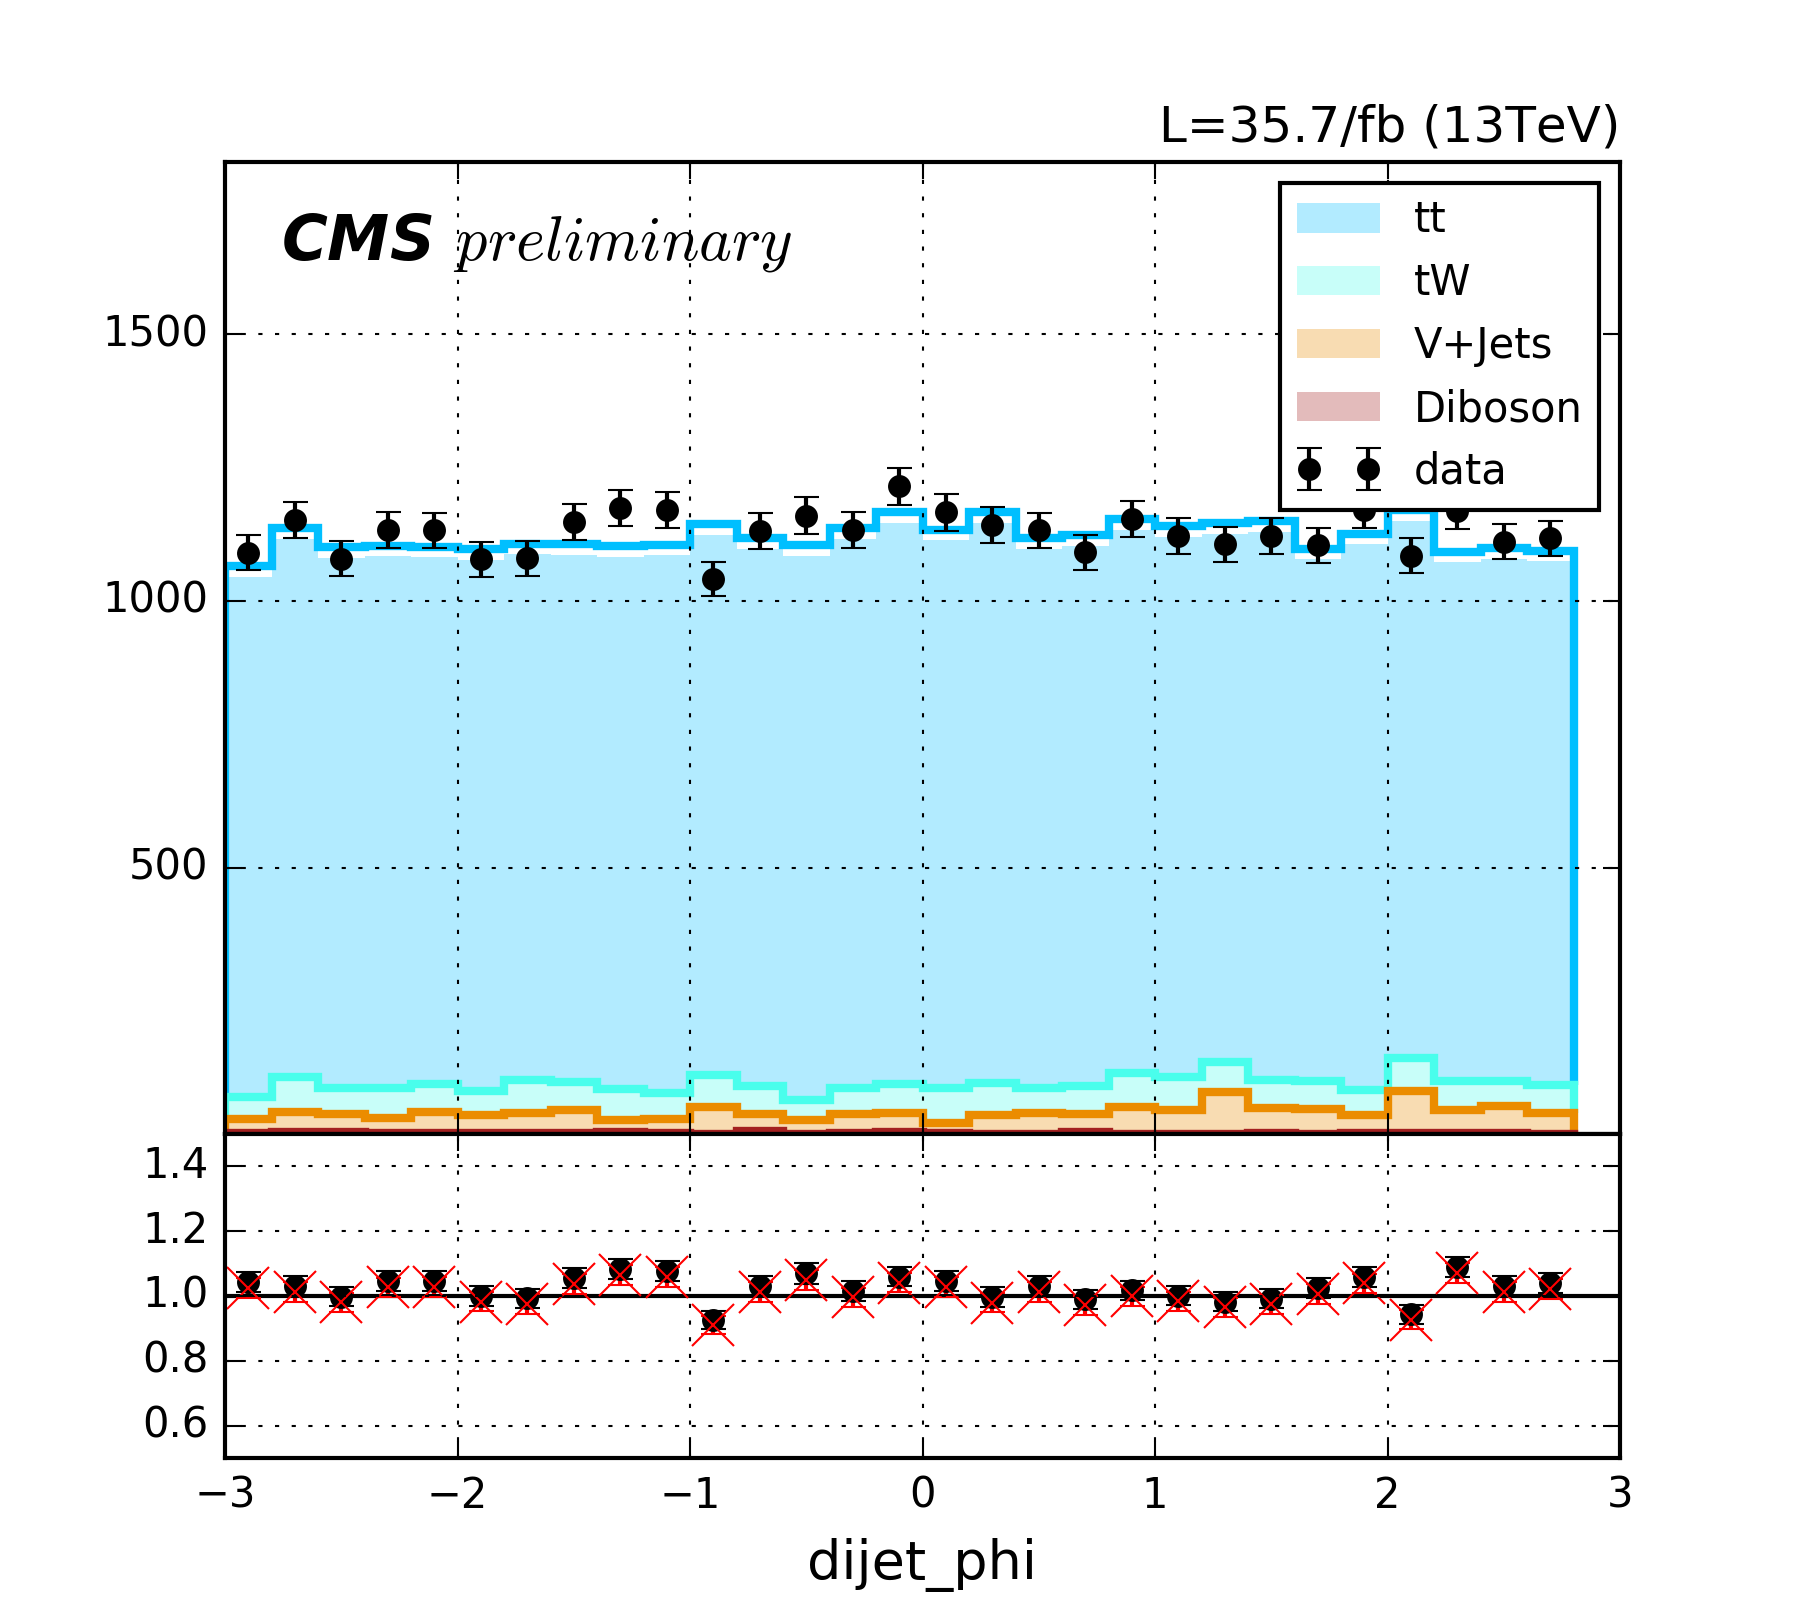 L=35.7/fb (13TeV)
CMS preliminary
tt
tW
V+Jets
Diboson
data
1500
1000
500
1.4
1.2
1.0
0.8
0.6
−3 −2 −1 0 1 2 3
dijet_phi